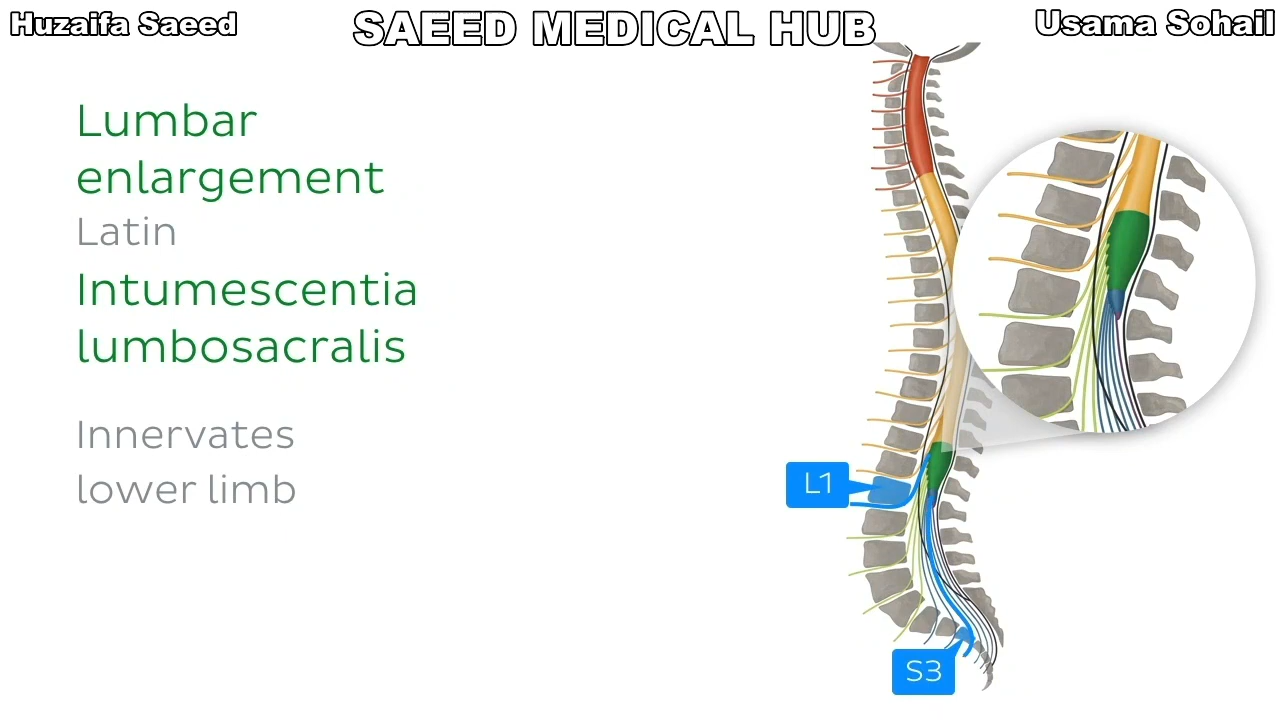 Huzaifa Saeed
SAEED MEDICAL HUB
Usama Sohail
Lumbar
enlargement
Latin
Intumescentia
lumbosacralis
Innervates
lower limb
L1
S3